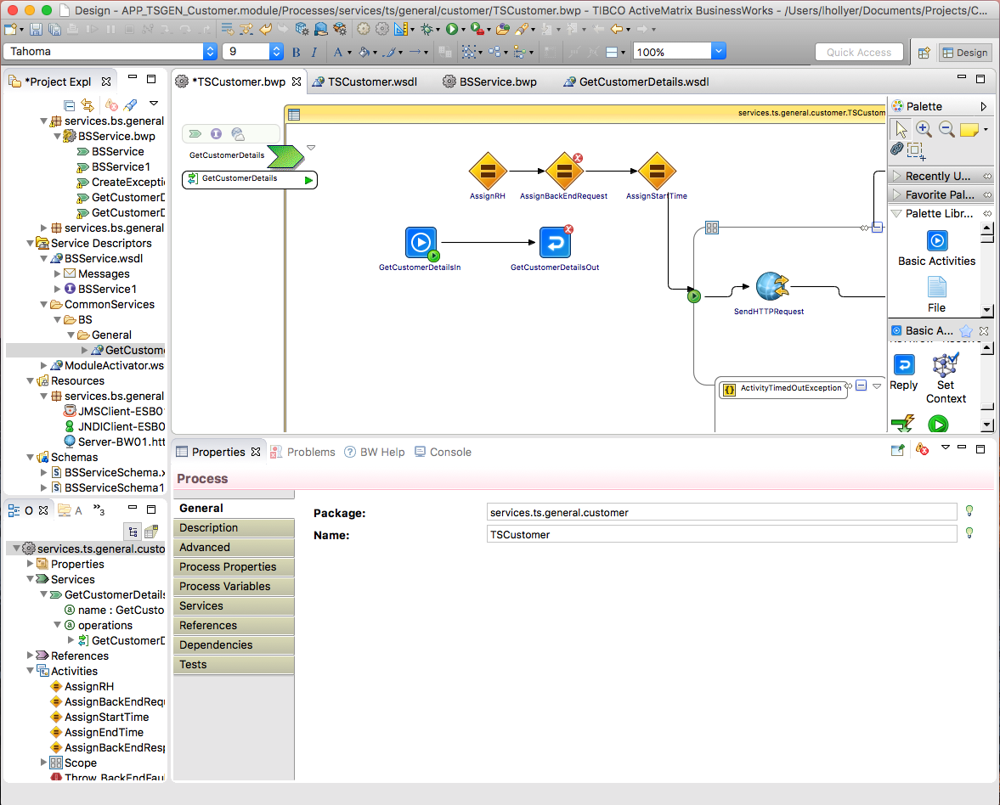 Design - APP_TSGEN_Customer.module/Processes/services/ts/general/customer/TSCustomer.bwp - TIBCO ActiveMatrix BusinessWorks - /Users/lhollyer/Documents/Projects/C...
Tahoma
9
B
I
A
100%
Quick Access
Design
*Project Expl
services.bs.general
BSService.bwp
BSService
BSService1
CreateExcepti
GetCustomerD
GetCustomerD
services.bs.general
Service Descriptors
BSService.wsdl
Messages
BSService1
CommonServices
BS
General
GetCustome
ModuleActivator.ws
Resources
services.bs.general
JMSClient-ESB0
JNDIClient-ESB0
Server-BW01.htt
Schemas
BSServiceSchema.x
BSServiceSchema1
*TSCustomer.bwp
TSCustomer.wsdl
BSService.bwp
GetCustomerDetails.wsdl
services.ts.general.customer.TSCustom
GetCustomerDetails
GetCustomerDetails
AssignRH
AssignBackEndRequest
AssignStartTime
GetCustomerDetailsIn
GetCustomerDetailsOut
SendHTTPRequest
ActivityTimedOutException
Palette
Recently U...
Favorite Pal...
Palette Libr...
Basic Activities
File
Basic A...
Reply
Set
Context
O
A
»3
services.ts.general.custo
Properties
Services
GetCustomerDetails
name : GetCusto
operations
GetCustomerD
References
Activities
AssignRH
AssignBackEndRequ
AssignStartTime
AssignEndTime
AssignBackEndResp
Scope
Throw BackEndFau
Properties
Problems
BW Help
Console
Process
General
Description
Advanced
Process Properties
Process Variables
Services
References
Dependencies
Tests
Package:
services.ts.general.customer
Name:
TSCustomer